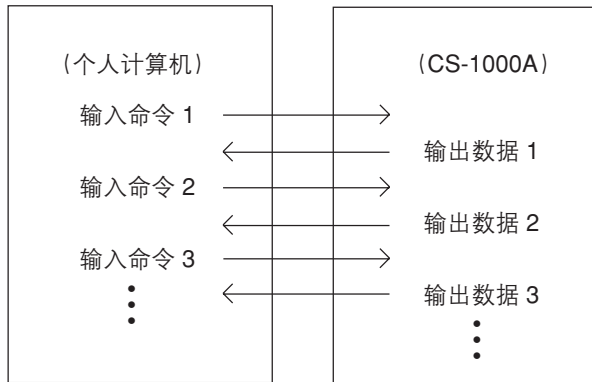 (个人计算机)
(CS-1000A)
输入命令 1
输出数据 1
输入命令 2
输出数据 2
输入命令 3
输出数据 3